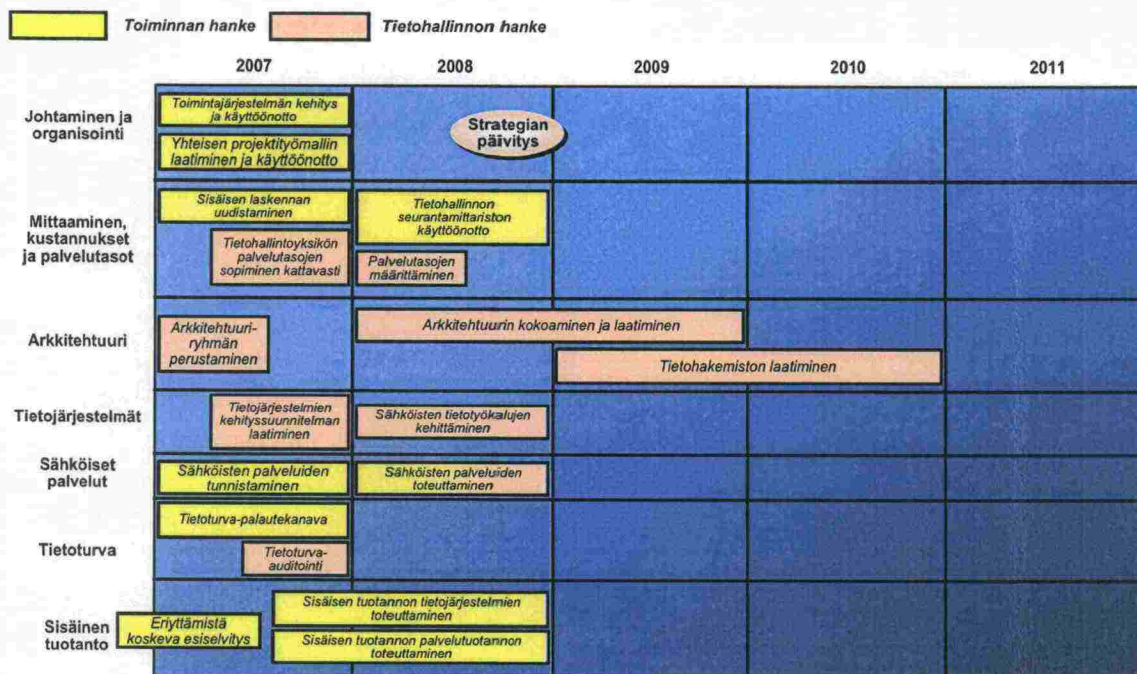 Toiminnan hanke
Tietohallinnon hanke
2007
2008
2009
2010
2011
Johtaminen ja
organisointi
Toimintajärjestelmän kehitys
ja käyttöönotto
Yhteisen projektityömallin
laatiminen ja käyttöönotto
Strategian
päivitys
Mittaaminen,
kustannukset
ja palvelutasot
Sisäisen laskennan
uudistaminen
Tietohallintoyksikön
palvelutasojen
sopiminen kattavasti
Tietohallinnon
seurantamittariston
käyttöönotto
Palvelutasojen
määrittäminen
Arkkitehtuuri
Arkkitehtuuri-
ryhmän
perustaminen
Arkkitehtuurin kokoaminen ja laatiminen
Tietohakemiston laatiminen
Tietojärjestelmät
Tietojärjestelmien
kehityssuunnitelman
laatiminen
Sähköisten tietotyökalujen
kehittäminen
Sähköiset
palvelut
Sähköisten palveluiden
tunnistaminen
Sähköisten palveluiden
toteuttaminen
Tietoturva
Tietoturva-palautekanava
Tietoturva-
auditointi
Sisäinen
tuotanto
Eriyttämistä
koskeva esiselvitys
Sisäisen tuotannon tietojärjestelmien
toteuttaminen
Sisäisen tuotannon palvelutuotannon
toteuttaminen